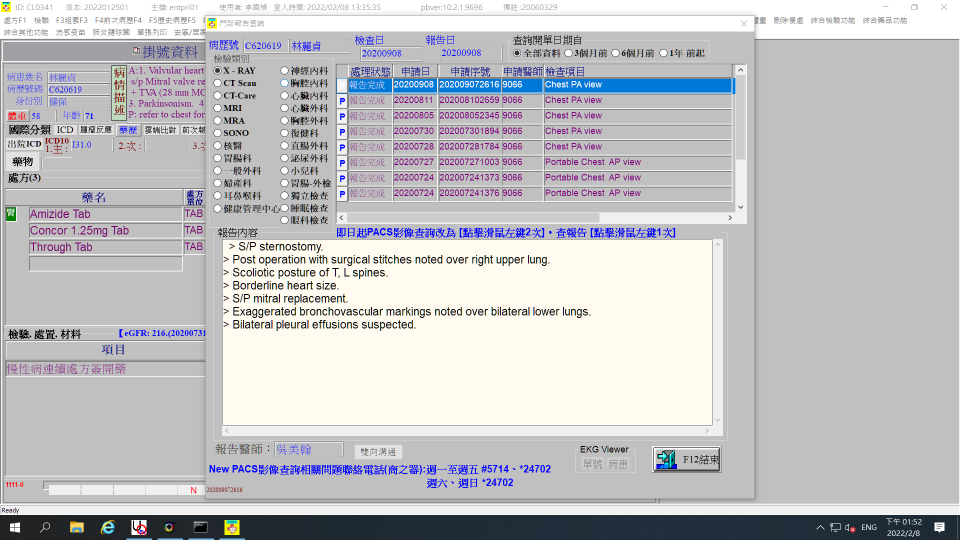 ID: CL0341 版本: 2022012501 主機: entpri01 使用者: 李國楨 登入時間: 2022/02/08 13:35:35 pbver:10.2.1.9696 備註 :20060329
處方F1 檢驗 F3組套F3 F4前次病歷F4 F5歷史病歷F5
刪除餐處 綜合檢驗功能 綜合藥品功能
綜合其他功能 流感疫苗 肺炎鏈球菌 單張列印
門診報告查詢
掛號資料
病患姓名 林麗貞
病歷號碼 C620619
身份別 健保
體重 58 年齡 71
病情描述
A:1. Valvular heart
s/p Mitral valve re
+ TVA (28 mm MC
3. Parkinsonism. 4.
P: refer to chest for
國際分類 ICD 腫瘤反應 藥歷 雲端比對 前次輔
出院ICD ICD10 1.主: I31.0 2.次: 3.次
藥物
處方(3)
藥名 處方單位
腎 Amizide Tab TAB
Concor 1.25mg Tab TAB
Through Tab TAB
檢驗, 處置, 材料 【eGFR: 216.(2020073
項目
慢性病連續處方簽開藥
1111-0 N
Ready
病歷號 C620619 林麗貞
檢查日 20200908
報告日 20200908
查詢開單日期自
全部資料 3個月前 6個月前 1年 前起
檢驗類別
X - RAY 神經內科
CT Scan 胸腔內科
CT-Care 心臟內科
MRI 心臟外科
MRA 胸腔外科
SONO 復健科
核醫 直腸外科
胃腸科 泌尿外科
一般外科 小兒科
婦產科 胃腸-外檢
耳鼻喉科 獨立檢查
健康管理中心 睡眠檢查
眼科檢查
處理狀態 申請日 申請序號 申請醫師 檢查項目
報告完成 20200908 202009072616 9066 Chest PA view
P 報告完成 20200811 202008102659 9066 Chest PA view
P 報告完成 20200805 202008052345 9066 Chest PA view
P 報告完成 20200730 202007301894 9066 Chest PA view
P 報告完成 20200728 202007281784 9066 Chest PA view
P 報告完成 20200727 202007271003 9066 Portable Chest AP view
P 報告完成 20200724 202007241373 9066 Portable Chest AP view
P 報告完成 20200724 202007241376 9066 Portable Chest AP view
報告內容 即日起PACS影像查詢改為 [點擊滑鼠左鍵2次]，查報告 [點擊滑鼠左鍵1次]
> S/P sternostomy.
> Post operation with surgical stitches noted over right upper lung.
> Scoliotic posture of T, L spines.
> Borderline heart size.
> S/P mitral replacement.
> Exaggerated bronchovascular markings noted over bilateral lower lungs.
> Bilateral pleural effusions suspected.
報告醫師： 吳美翰 雙向溝通
EKG Viewer
單號 病患
F12結束
New PACS影像查詢相關問題聯絡電話(商之器):週一至週五 #5714、*24702
週六、週日 *24702
202009072616
ENG 下午 01:52
2022/2/8